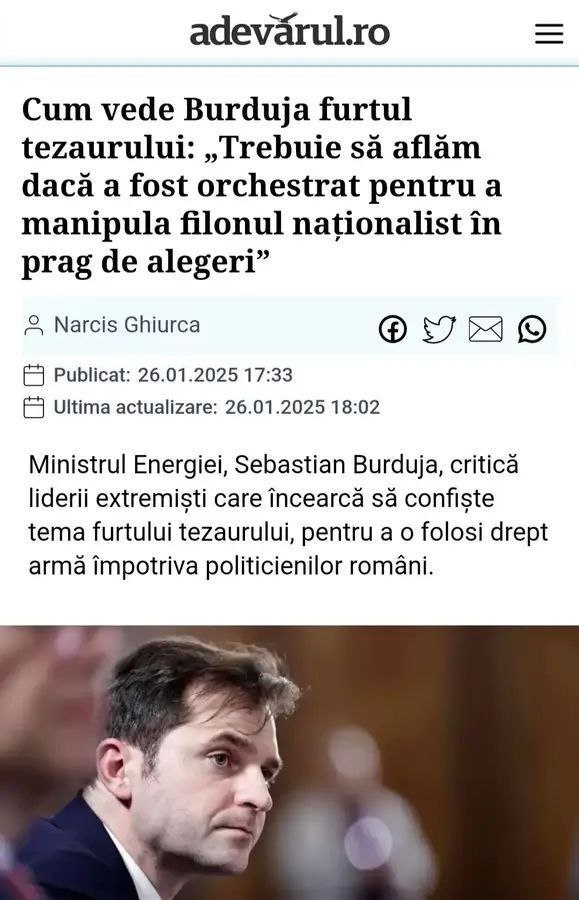 adevărul.ro
Cum vede Burduja furtul
tezaurului: „Trebuie să aflăm
dacă a fost orchestrat pentru a
manipula filonul naționalist în
prag de alegeri”
Narcis Ghiurca
Publicat: 26.01.2025 17:33
Ultima actualizare: 26.01.2025 18:02
Ministrul Energiei, Sebastian Burduja, critică
liderii extremiști care încearcă să confiște
tema furtului tezaurului, pentru a o folosi drept
armă împotriva politicienilor români.